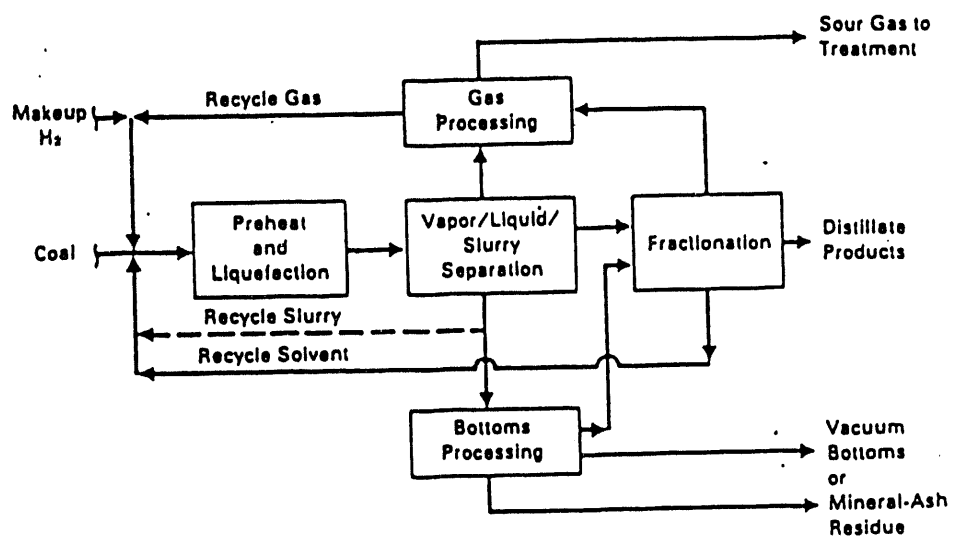 Sour Gas to
Treatment
Recycle Gas
Gas
Processing
Makeup
H₂
Preheat
and
Liquefaction
Vapor/Liquid/
Slurry
Separation
Fractionation
Distillate
Products
Coal
Recycle Slurry
Recycle Solvent
Bottoms
Processing
Vacuum
Bottoms
or
Mineral-Ash
Residue